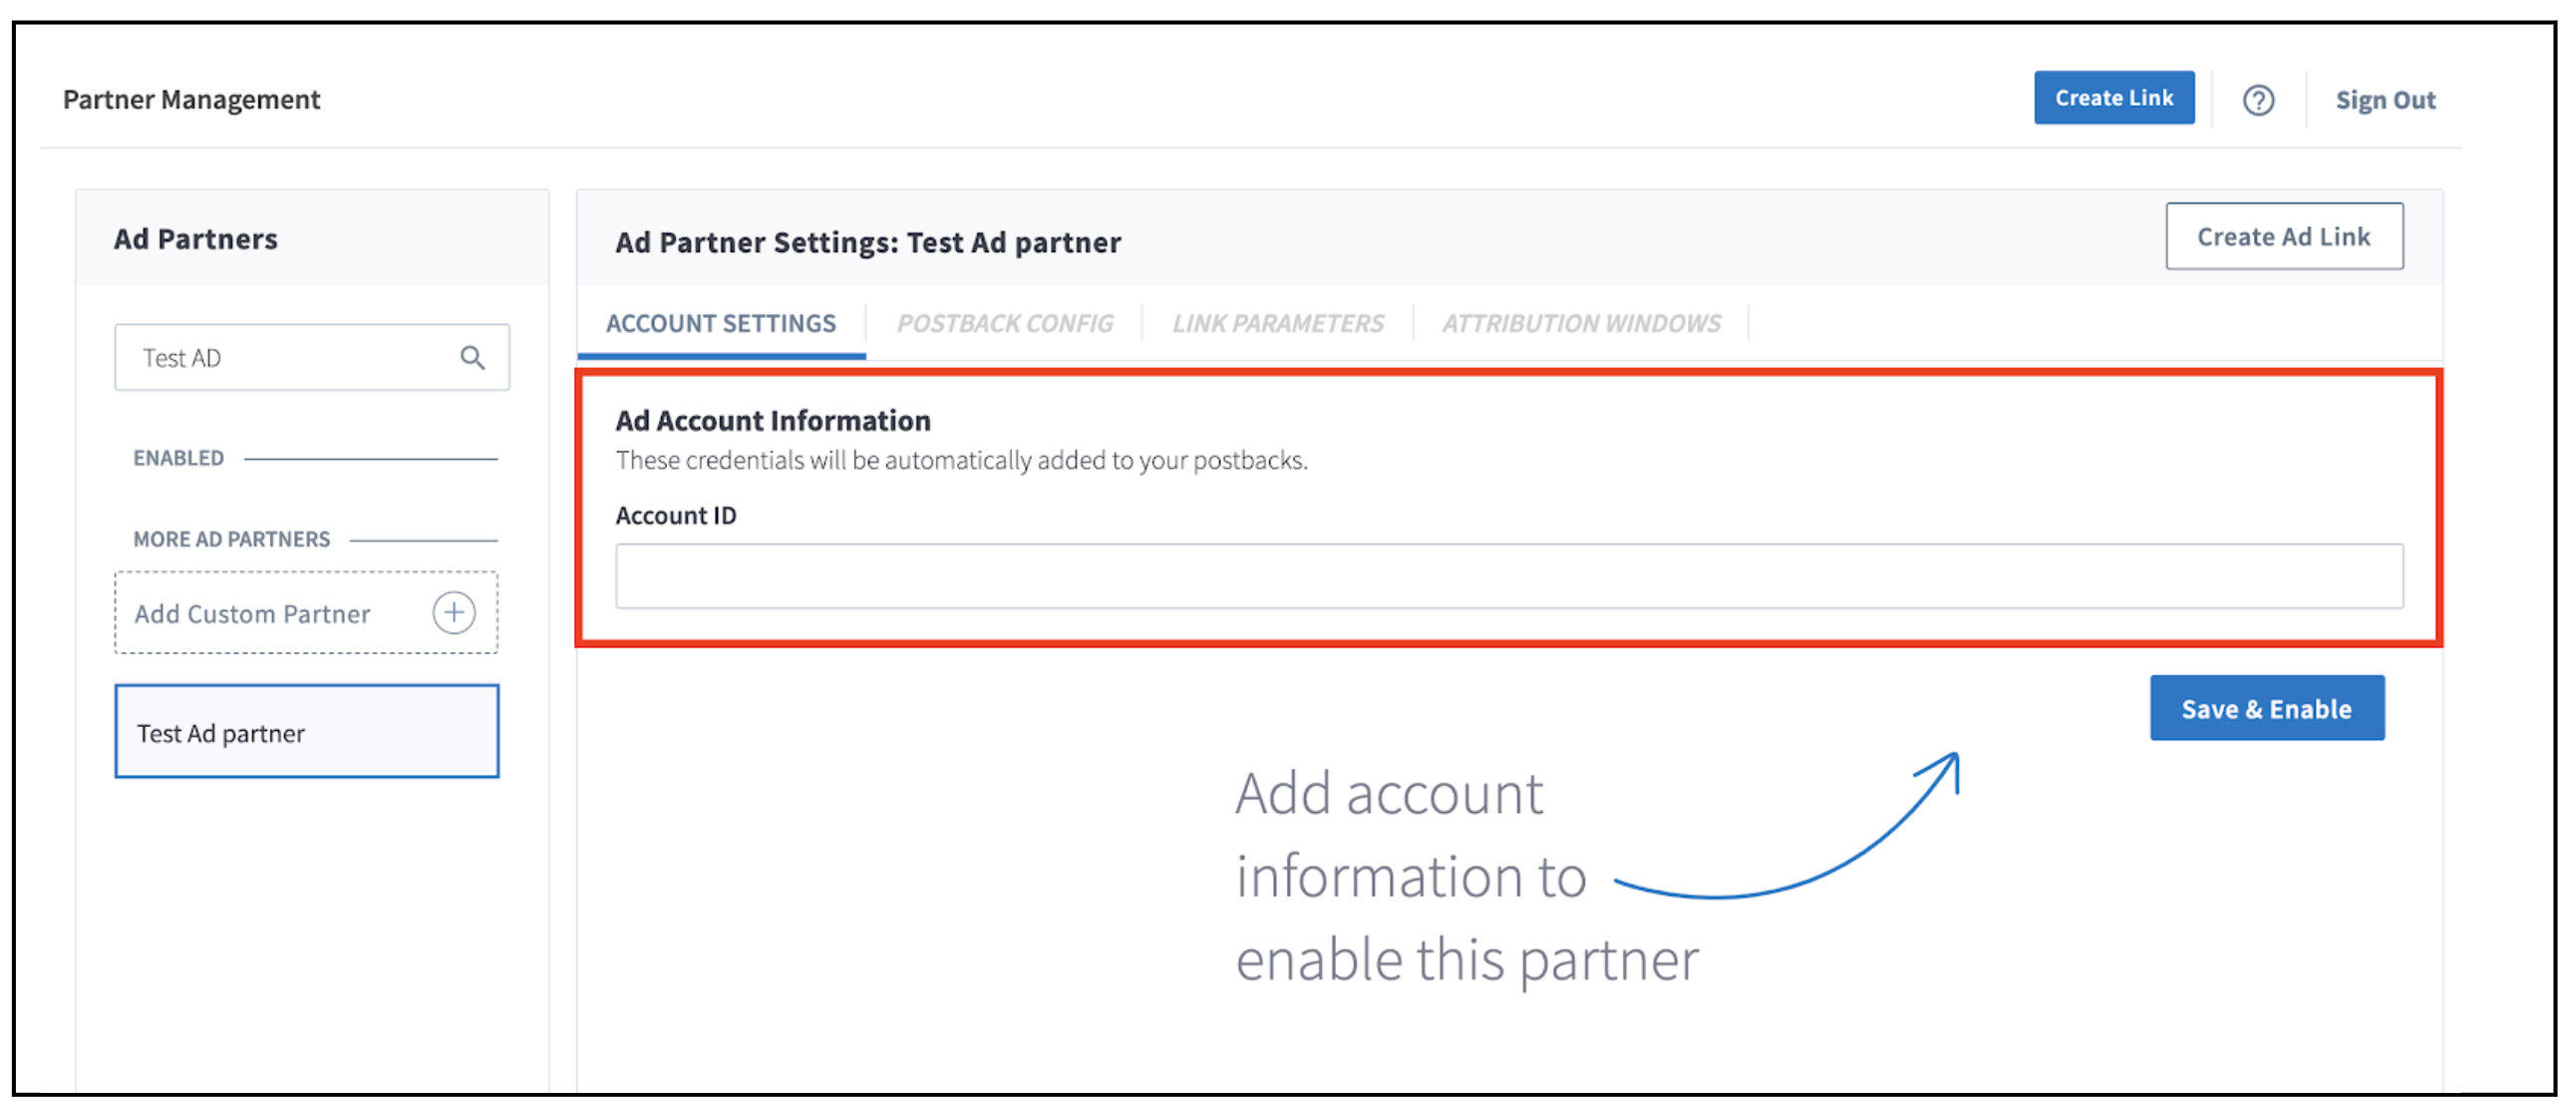 Partner Management
Create Link
Sign Out
Ad Partners
Test AD
ENABLED
MORE AD PARTNERS
Add Custom Partner
Test Ad partner
Ad Partner Settings: Test Ad partner
Create Ad Link
ACCOUNT SETTINGS
POSTBACK CONFIG
LINK PARAMETERS
ATTRIBUTION WINDOWS
Ad Account Information
These credentials will be automatically added to your postbacks.
Account ID
Save & Enable
Add account
information to
enable this partner